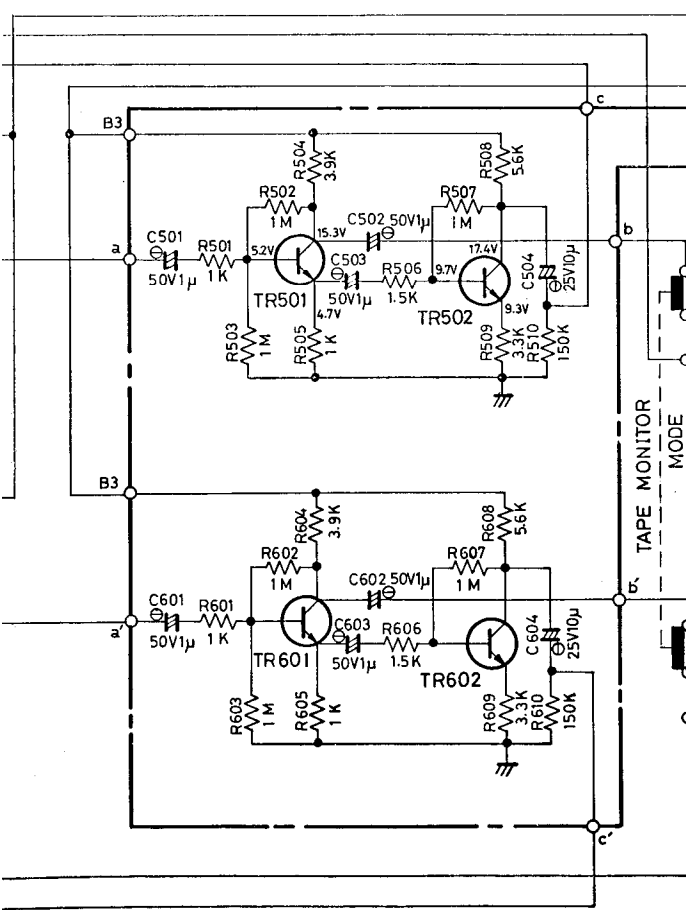 c
B3
R504
3.9K
R508
5.6K
R502
1M
R507
1M
C502 50V1µ
b
a
C501
50V1µ
R501
1K
5.2V
15.3V
C503
50V1µ
R506
1.5K
9.7V
17.4V
C504
25V10µ
TR501
TR502
4.7V
9.3V
R503
1M
R505
1K
R509
3.3K
R510
150K
TAPE MONITOR
MODE
B3
R604
3.9K
R608
5.6K
R602
1M
R607
1M
C602 50V1µ
b'
a'
C601
50V1µ
R601
1K
C603
50V1µ
R606
1.5K
C604
25V10µ
TR601
TR602
R603
1M
R605
1K
R609
3.3K
R610
150K
c'